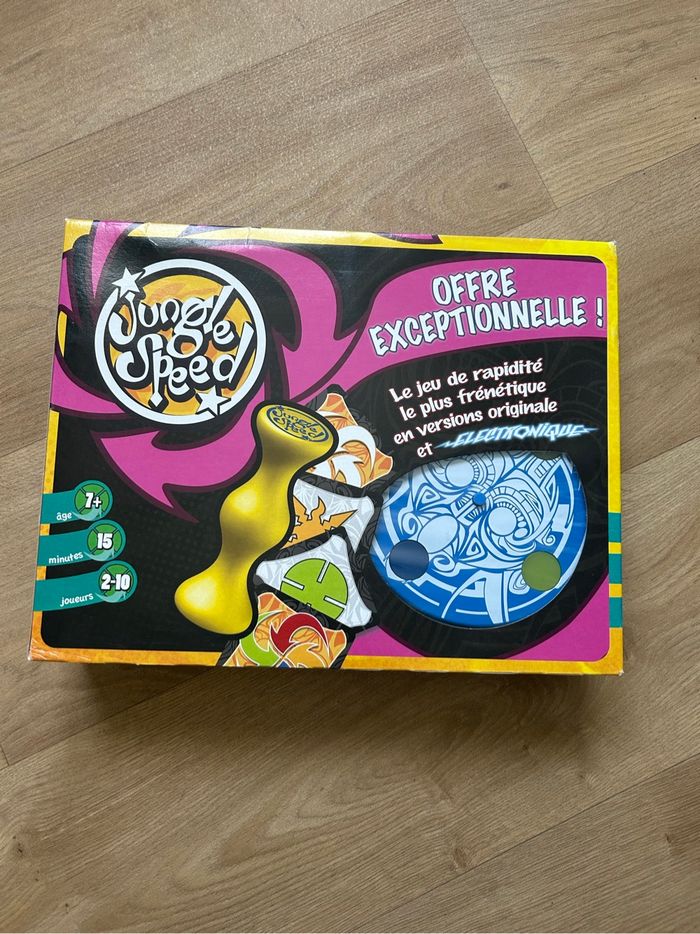 Jungle
Speed
OFFRE
EXCEPTIONNELLE !
Le jeu de rapidité
le plus frénétique
en versions originale
et ELECTRONIQUE
Jungle
Speed
âge 7+
minutes 15
joueurs 2-10